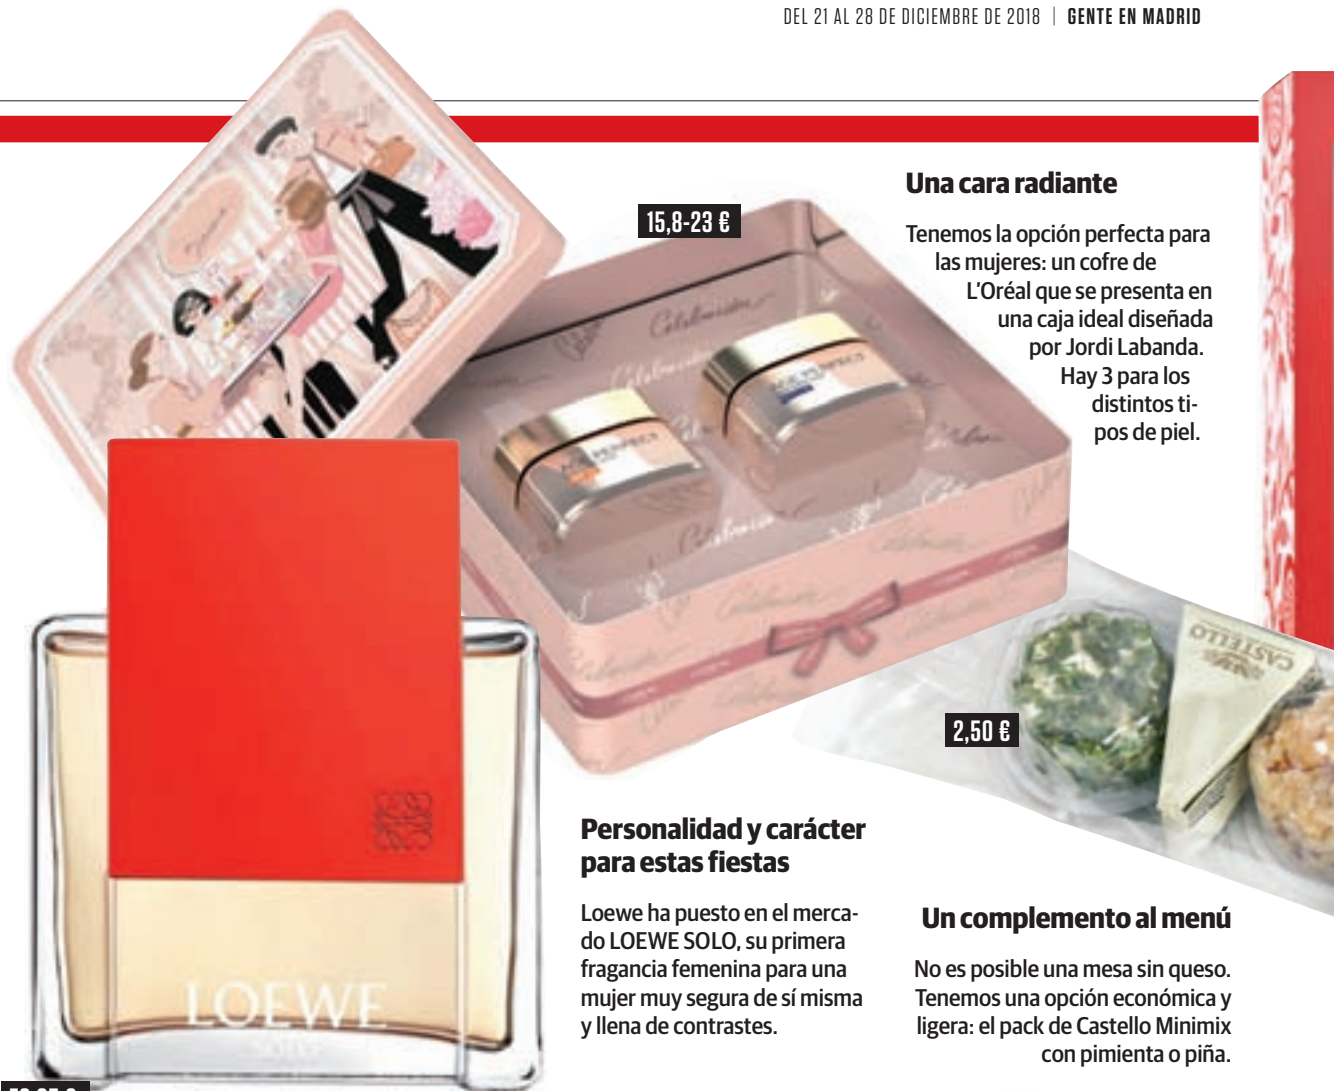 DEL 21 AL 28 DE DICIEMBRE DE 2018 | GENTE EN MADRID
15,8-23 €
Una cara radiante
Tenemos la opción perfecta para
las mujeres: un cofre de
L'Oréal que se presenta en
una caja ideal diseñada
por Jordi Labanda.
Hay 3 para los
distintos ti-
pos de piel.
AGE PERFECT
AGE PERFECT
Celebración
CASTELLO
2,50 €
Personalidad y carácter
para estas fiestas
Loewe ha puesto en el merca-
do LOEWE SOLO, su primera
fragancia femenina para una
mujer muy segura de sí misma
y llena de contrastes.
LOEWE
Un complemento al menú
No es posible una mesa sin queso.
Tenemos una opción económica y
ligera: el pack de Castello Minimix
con pimienta o piña.